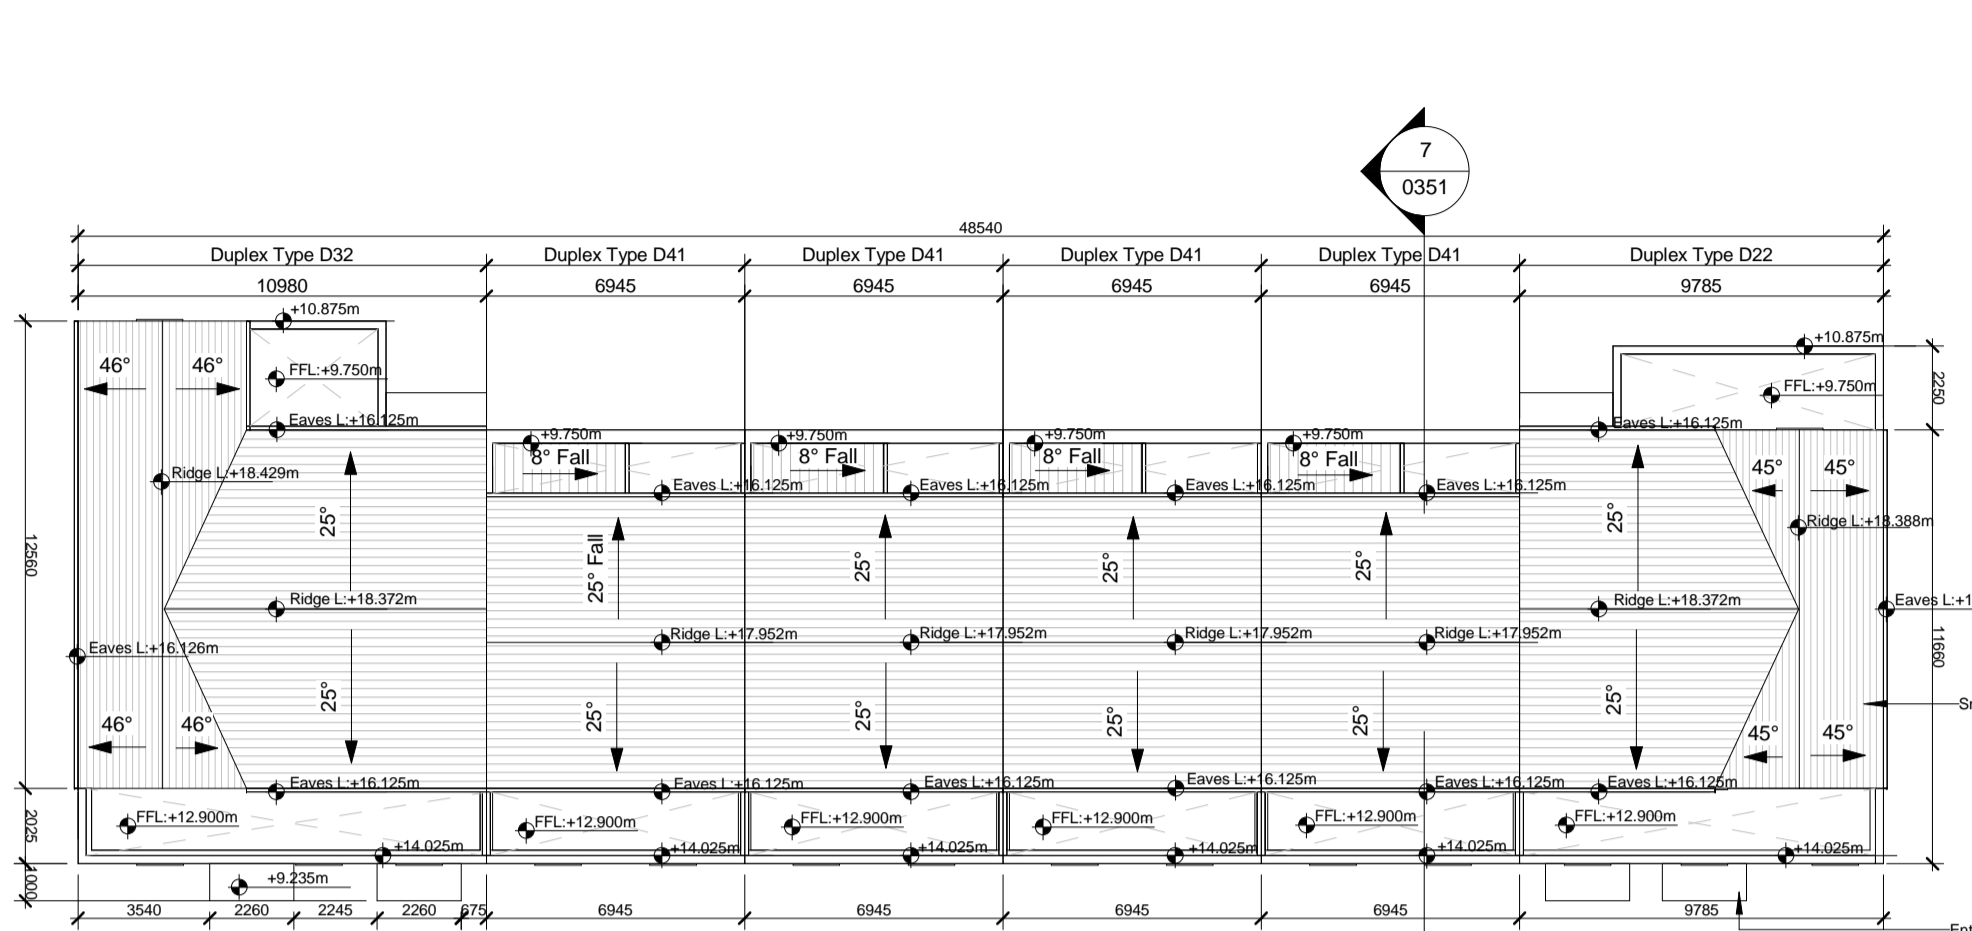 7
0351
48540
Duplex Type D32
Duplex Type D41
Duplex Type D41
Duplex Type D41
Duplex Type D41
Duplex Type D22
10980
6945
6945
6945
6945
9785
+10.875m
+10.875m
46°
46°
FFL:+9.750m
FFL:+9.750m
2250
Eaves L:+16.125m
Eaves L:+16.125m
+9.750m
+9.750m
+9.750m
+9.750m
8° Fall
8° Fall
8° Fall
8° Fall
45°
45°
Ridge L:+18.429m
Eaves L:+16.125m
Eaves L:+16.125m
Eaves L:+16.125m
Eaves L:+16.125m
25°
25°
Ridge L:+18.388m
12560
25° Fall
25°
25°
25°
Ridge L:+18.372m
Ridge L:+18.372m
Eaves L:+1
Ridge L:+17.952m
Ridge L:+17.952m
Ridge L:+17.952m
Ridge L:+17.952m
Eaves L:+16.126m
11660
25°
25°
25°
25°
25°
25°
46°
46°
45°
45°
Eaves L:+16.125m
Eaves L:+16.125m
Eaves L:+16.125m
Eaves L:+16.125m
Eaves L:+16.125m
Eaves L:+16.125m
2025
FFL:+12.900m
FFL:+12.900m
FFL:+12.900m
FFL:+12.900m
FFL:+12.900m
FFL:+12.900m
+14.025m
+14.025m
+14.025m
+14.025m
+14.025m
+14.025m
1000
+9.235m
3540
2260
2245
2260
675
6945
6945
6945
6945
9785